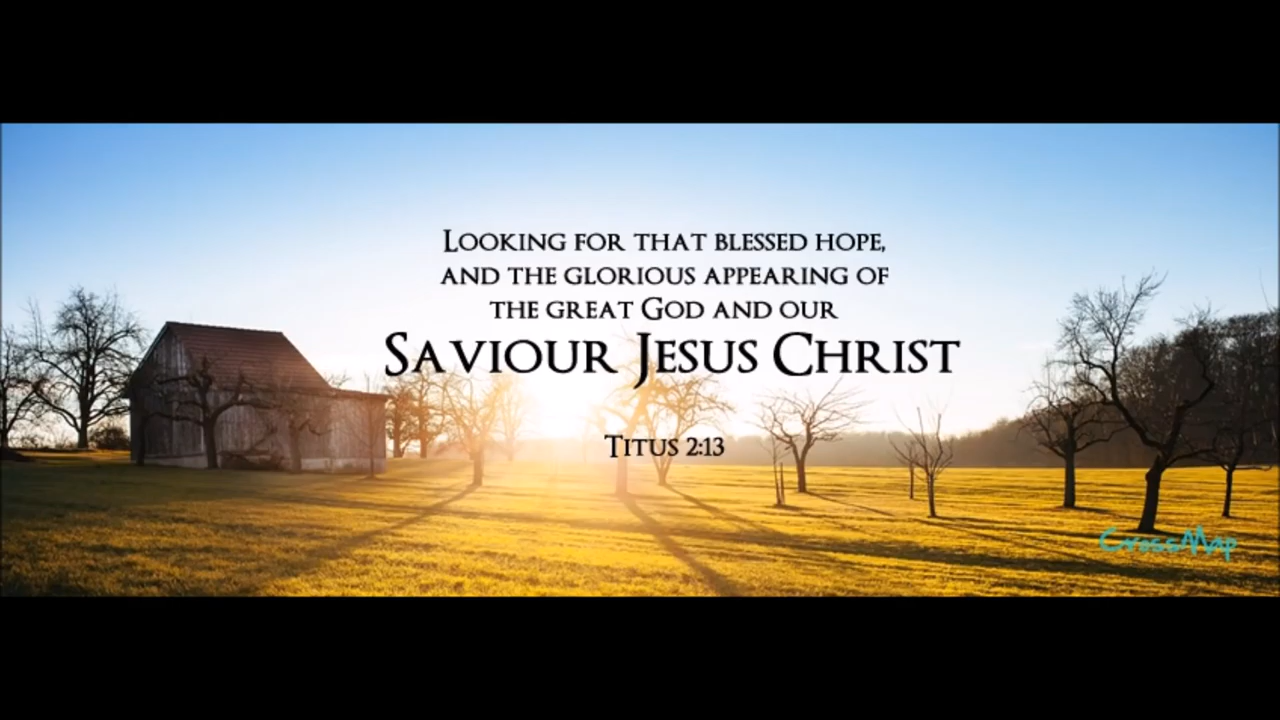 Looking for that blessed hope,
and the glorious appearing of
the great God and our
Saviour Jesus Christ
Titus 2:13
CrossMap